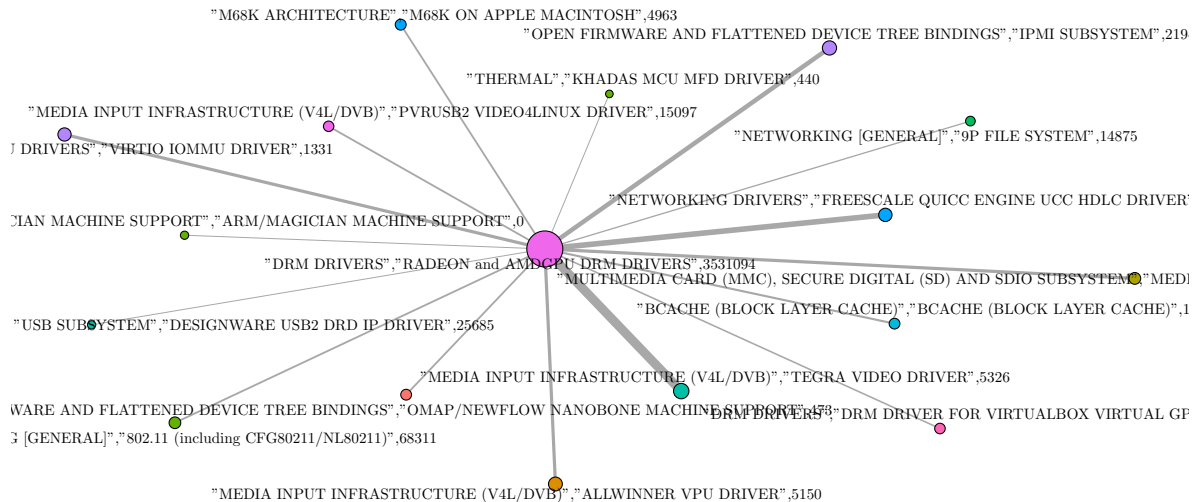 "M68K ARCHITECTURE","M68K ON APPLE MACINTOSH",4963
"OPEN FIRMWARE AND FLATTENED DEVICE TREE BINDINGS","IPMI SUBSYSTEM",219
"THERMAL","KHADAS MCU MFD DRIVER",440
"MEDIA INPUT INFRASTRUCTURE (V4L/DVB)","PVRUSB2 VIDEO4LINUX DRIVER",15097
"NETWORKING [GENERAL]","9P FILE SYSTEM",14875
DRIVERS","VIRTIO IOMMU DRIVER",1331
"NETWORKING DRIVERS","FREESCALE QUICC ENGINE UCC HDLC DRIVER"
CIAN MACHINE SUPPORT","ARM/MAGICIAN MACHINE SUPPORT",0
"DRM DRIVERS","RADEON and AMDGPU DRM DRIVERS",3531094
"MULTIMEDIA CARD (MMC), SECURE DIGITAL (SD) AND SDIO SUBSYSTEM","MEDI
"BCACHE (BLOCK LAYER CACHE)","BCACHE (BLOCK LAYER CACHE)",1
"USB SUBSYSTEM","DESIGNWARE USB2 DRD IP DRIVER",25685
"MEDIA INPUT INFRASTRUCTURE (V4L/DVB)","TEGRA VIDEO DRIVER",5326
WARE AND FLATTENED DEVICE TREE BINDINGS","OMAP/NEWFLOW NANOBONE MACHINE SUPPORT",473
"DRM DRIVERS","DRM DRIVER FOR VIRTUALBOX VIRTUAL GP
G [GENERAL]","802.11 (including CFG80211/NL80211)",68311
"MEDIA INPUT INFRASTRUCTURE (V4L/DVB)","ALLWINNER VPU DRIVER",5150